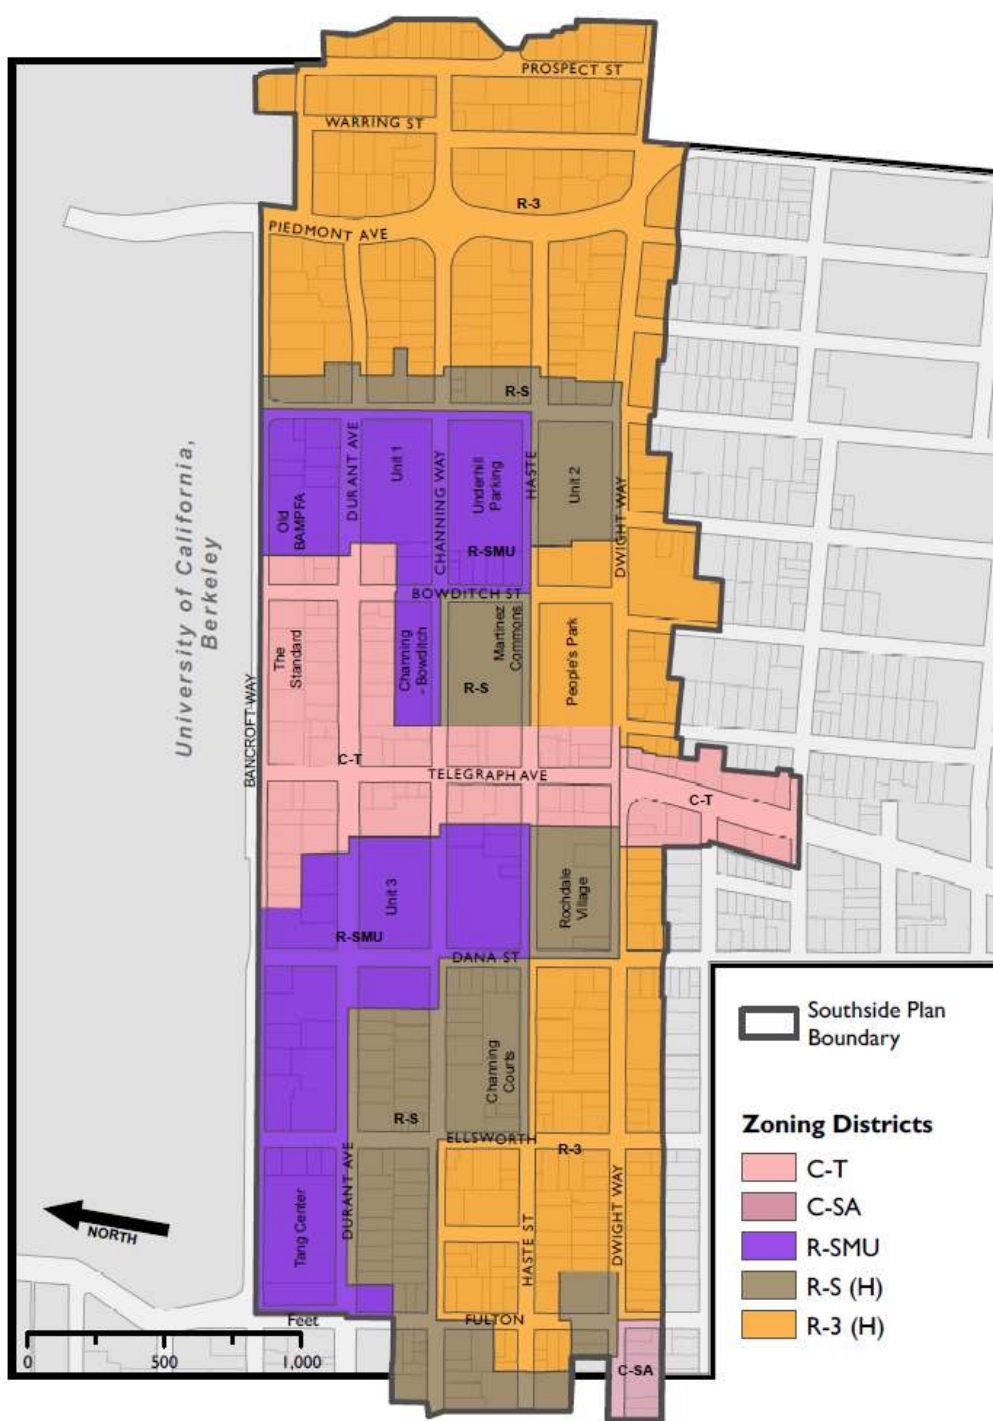 PROSPECT ST
WARRING ST
R-3
PIEDMONT AVE
R-S
Old
BAMPFA
DURANT AVE
Unit 1
CHANNING WAY
Underhill
Parking
HASTE
Unit 2
DWIGHT WAY
R-SMU
BOWDITCH ST
University of California,
Berkeley
The
Standard
Channing
- Bowditch
Martinez
Commons
R-S
People's Park
BANCROFT WAY
C-T
TELEGRAPH AVE
C-T
Unit 3
Rochdale
Village
R-SMU
DANA ST
Channing
Courts
R-S
ELLSWORTH
R-3
Tang Center
DURANT AVE
HASTE ST
DWIGHT WAY
FULTON
C-SA
NORTH
Feet
0 500 1,000
Southside Plan
Boundary
Zoning Districts
C-T
C-SA
R-SMU
R-S (H)
R-3 (H)